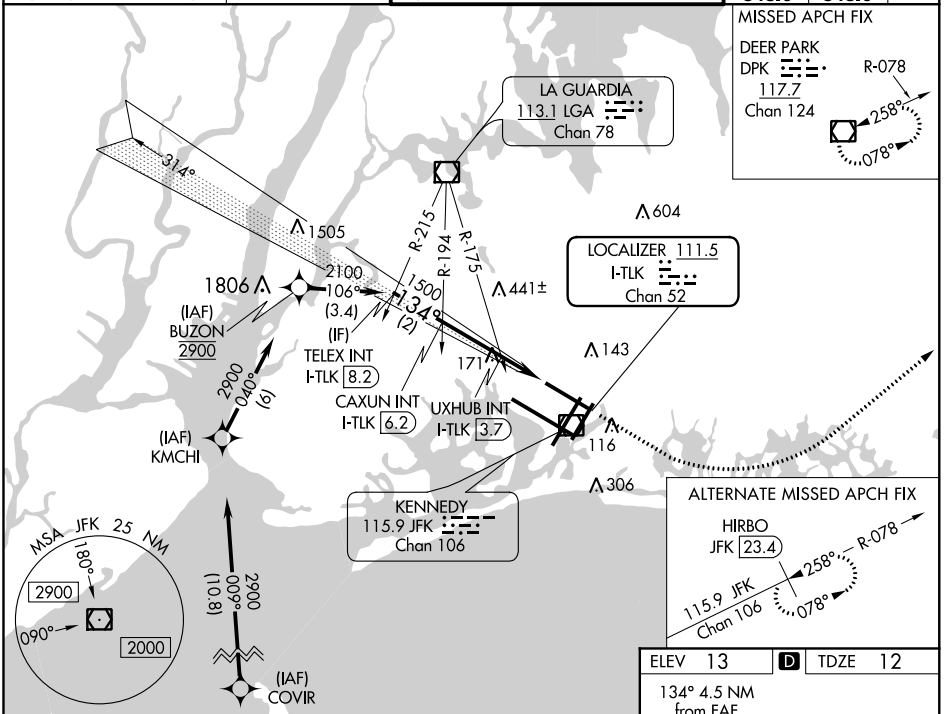 MISSED APCH FIX
DEER PARK
DPK
117.7
Chan 124
R-078
258°
078°
LA GUARDIA
113.1 LGA
Chan 78
314°
1505
604
R-215
R-194
R-175
LOCALIZER 111.5
I-TLK
Chan 52
2100
106°
(3.4)
1500
134°
(2)
441±
1806
(IAF)
BUZON
2900
(IF)
TELEX INT
I-TLK 8.2
143
171
2900
040°
(6)
CAXUN INT
I-TLK 6.2
UXHUB INT
I-TLK 3.7
(IAF)
KMCHI
116
306
KENNEDY
115.9 JFK
Chan 106
ALTERNATE MISSED APCH FIX
HIRBO
JFK 23.4
R-078
258°
078°
115.9 JFK
Chan 106
MSA JFK 25 NM
180°
2900
090°
2000
2900
009°
(10.8)
(IAF)
COVIR
ELEV 13
D
TDZE 12
134° 4.5 NM
from FAF